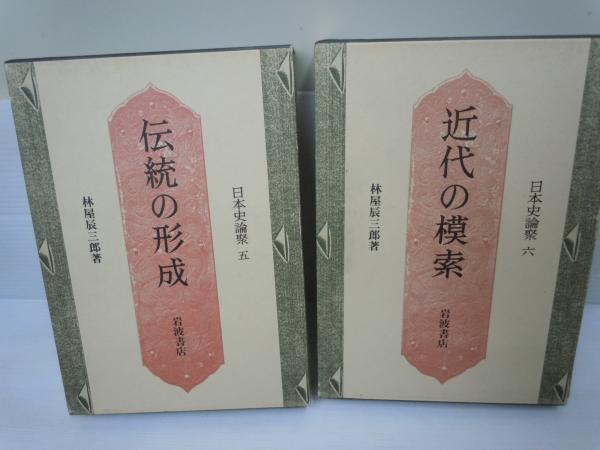 日本史論聚 五
伝統の形成
林屋辰三郎著
岩波書店
日本史論聚 六
近代の模索
林屋辰三郎著
岩波書店